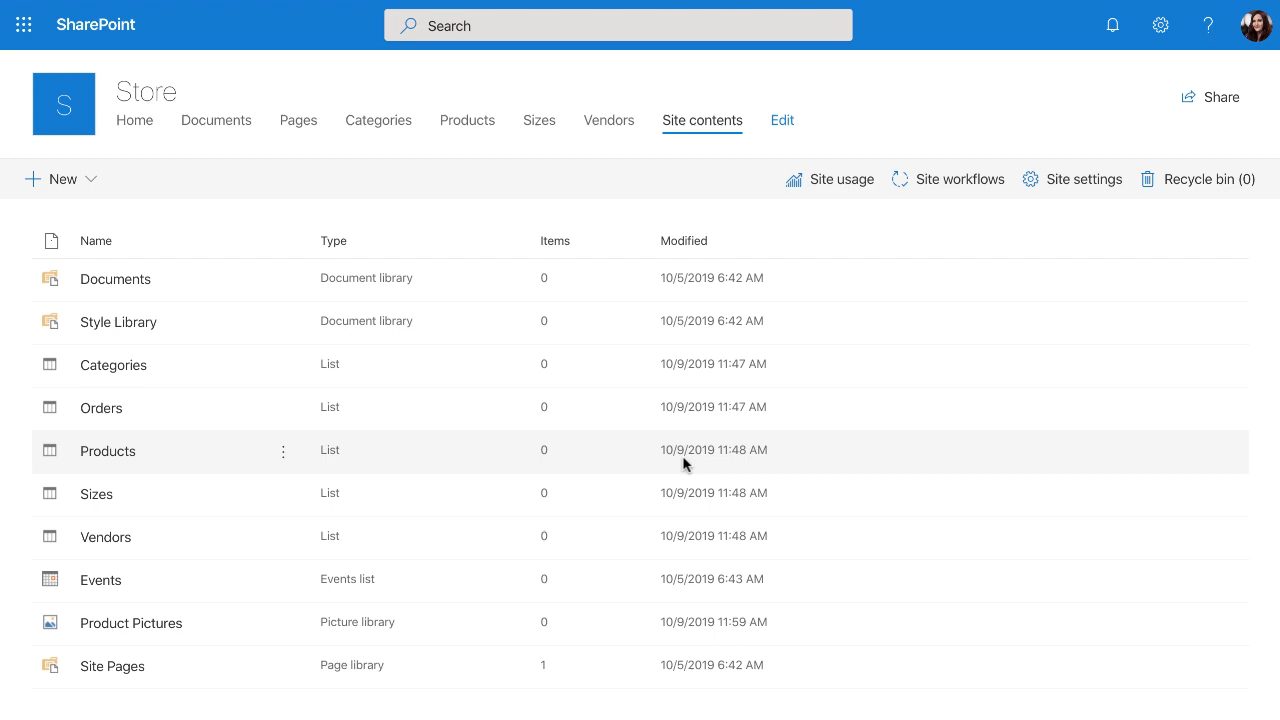 SharePoint
Search
S
Store
Share
Home Documents Pages Categories Products Sizes Vendors Site contents Edit
New Site usage Site workflows Site settings Recycle bin (0)
Name Type Items Modified
Documents Document library 0 10/5/2019 6:42 AM
Style Library Document library 0 10/5/2019 6:42 AM
Categories List 0 10/9/2019 11:47 AM
Orders List 0 10/9/2019 11:47 AM
Products List 0 10/9/2019 11:48 AM
Sizes List 0 10/9/2019 11:48 AM
Vendors List 0 10/9/2019 11:48 AM
Events Events list 0 10/5/2019 6:43 AM
Product Pictures Picture library 0 10/9/2019 11:59 AM
Site Pages Page library 1 10/5/2019 6:42 AM